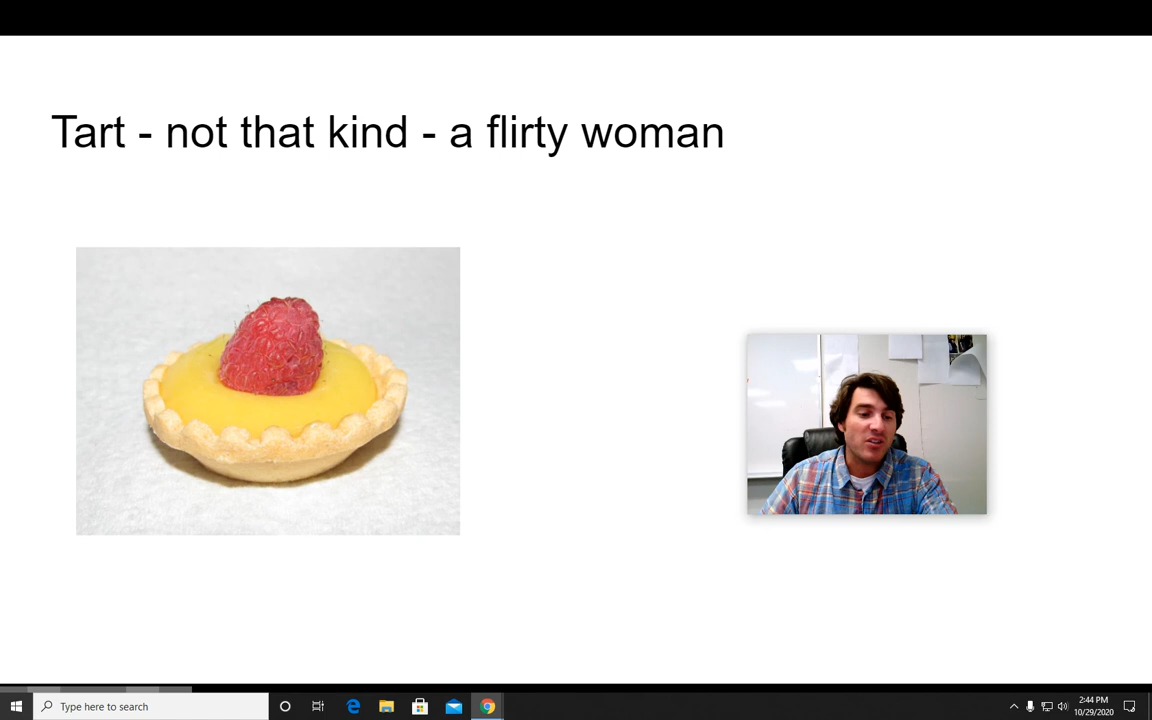 Tart - not that kind - a flirty woman
Type here to search
2:44 PM
10/29/2020